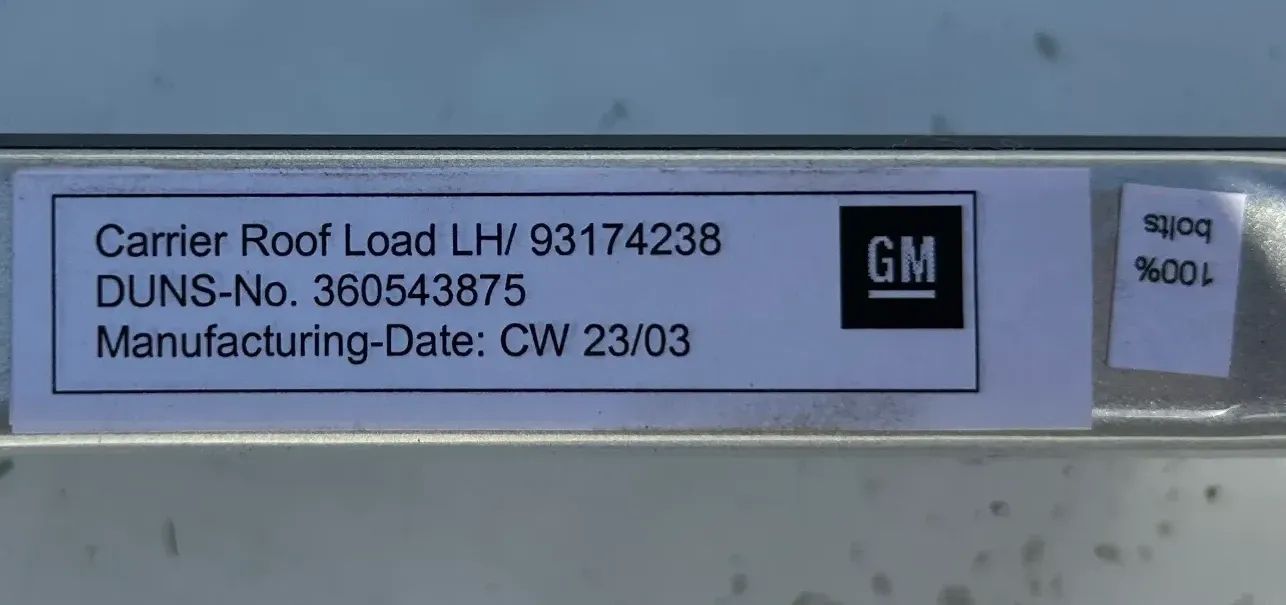 Carrier Roof Load LH/ 93174238
DUNS-No. 360543875
Manufacturing-Date: CW 23/03
GM
100%
bolts